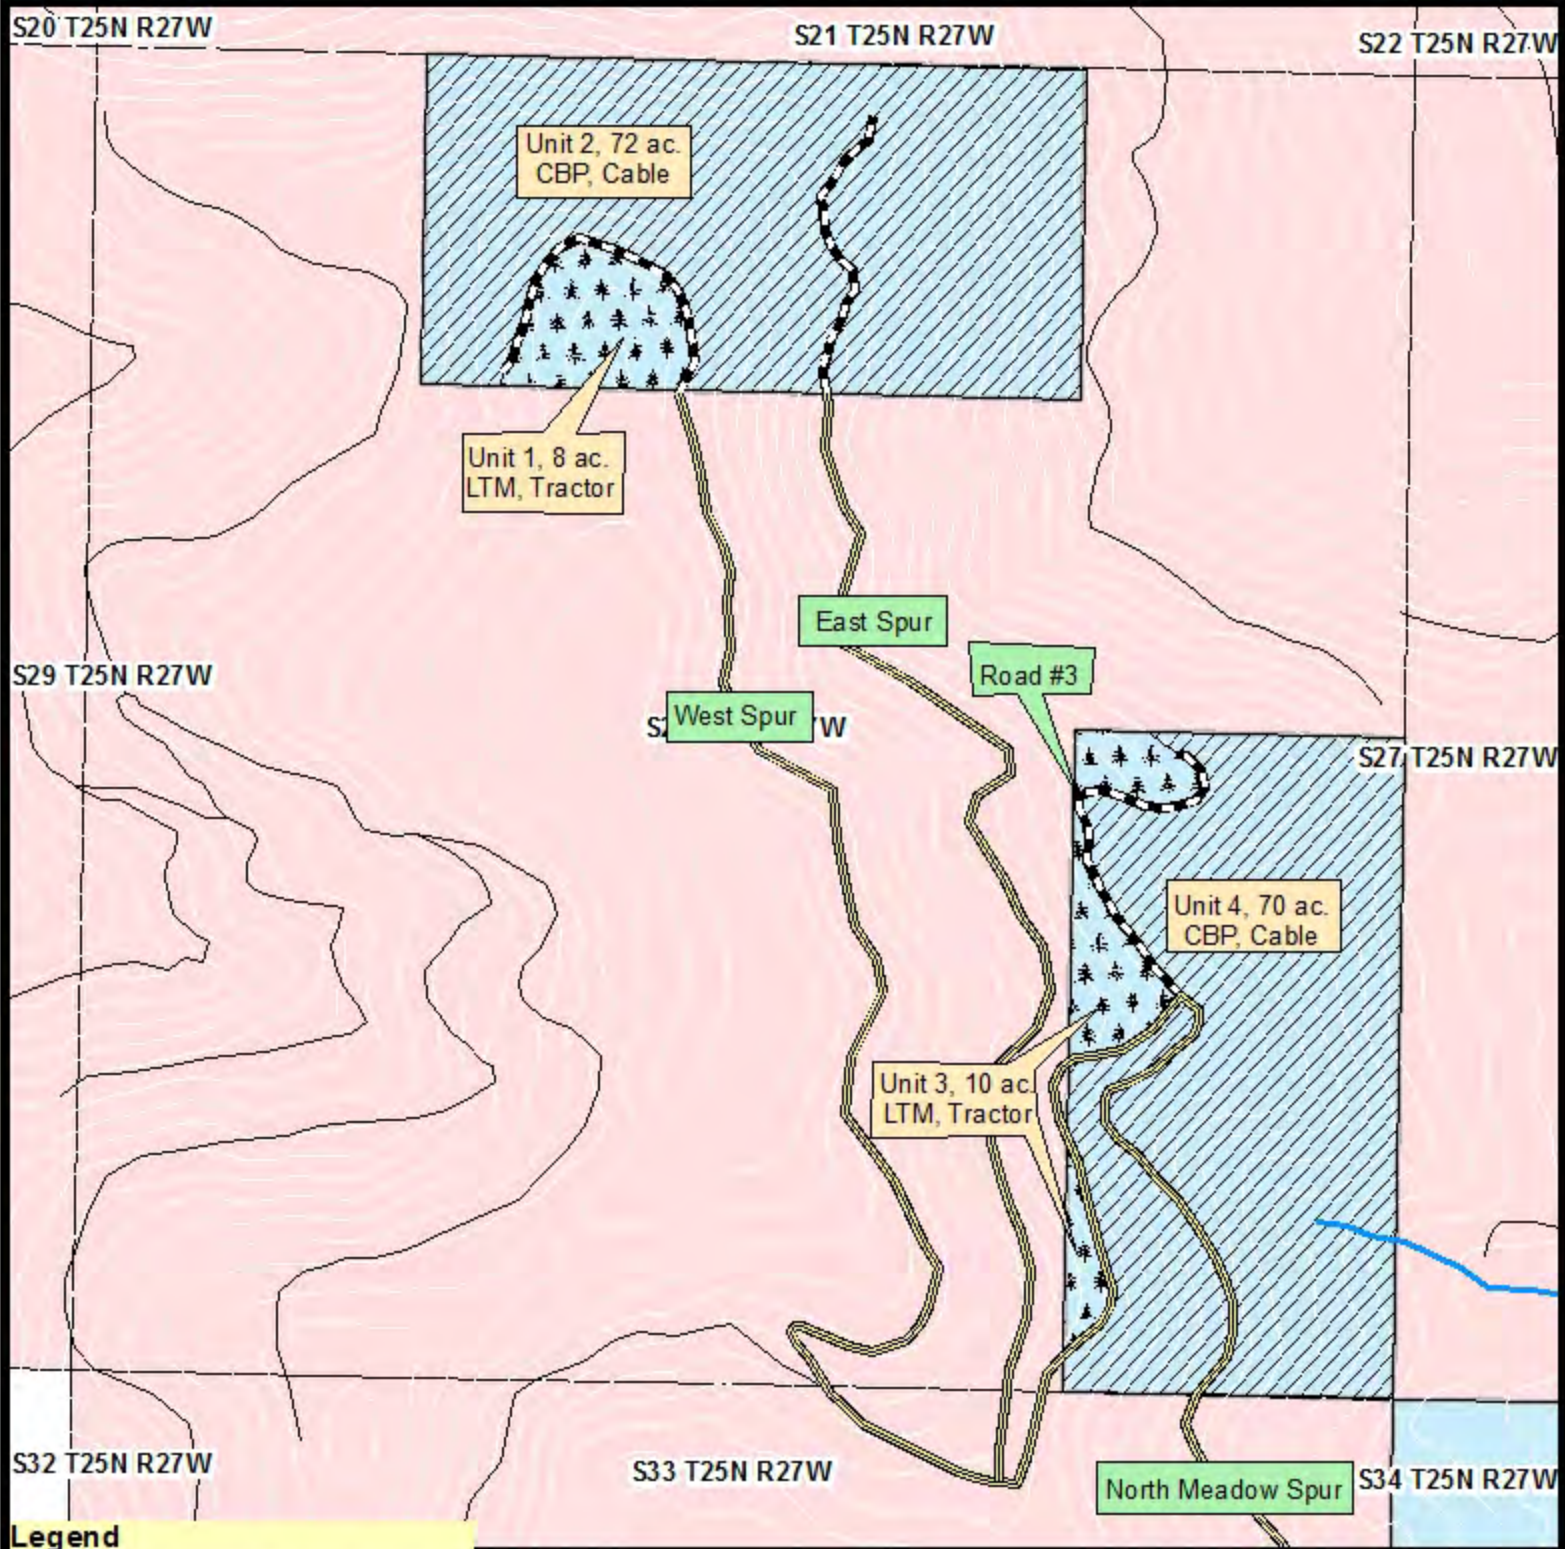 S20 T25N R27W
S21 T25N R27W
S22 T25N R27W
Unit 2, 72 ac.
CBP, Cable
Unit 1, 8 ac.
LTM, Tractor
East Spur
Road #3
S29 T25N R27W
West Spur
W
S27 T25N R27W
Unit 4, 70 ac.
CBP, Cable
Unit 3, 10 ac.
LTM, Tractor
S32 T25N R27W
S33 T25N R27W
North Meadow Spur
S34 T25N R27W
Legend